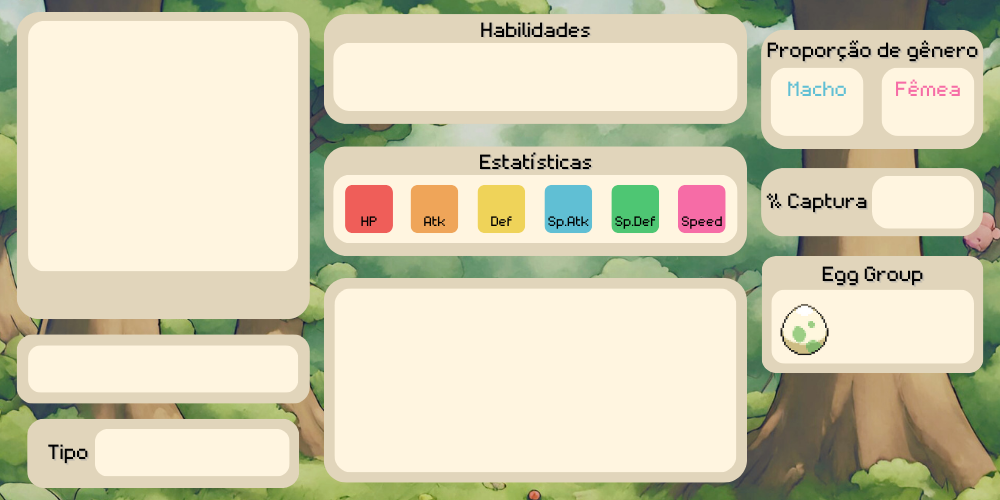 Habilidades
Estatísticas
HP
Atk
Def
Sp.Atk
Sp.Def
Speed
Tipo
Proporção de gênero
Macho
Fêmea
% Captura
Egg Group